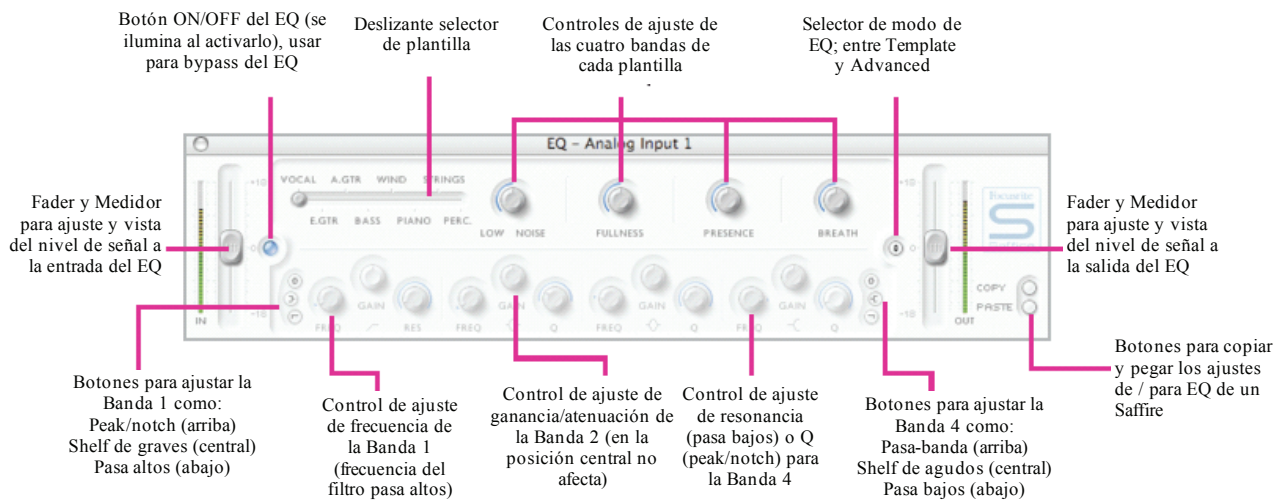 Botón ON/OFF del EQ (se
ilumina al activarlo), usar
para bypass del EQ
Deslizante selector
de plantilla
Controles de ajuste de
las cuatro bandas de
cada plantilla
Selector de modo de
EQ; entre Template
y Advanced
EQ – Analog Input 1
Fader y Medidor
para ajuste y vista
del nivel de señal a
la entrada del EQ
VOCAL A.GTR WIND STRINGS
E.GTR BASS PIANO PERC.
LOW NOISE FULLNESS PRESENCE BREATH
+10
0
-10
IN
+10
0
-10
OUT
Focusrite
Saffire
COPY
PASTE
GAIN GAIN GAIN GAIN
FREQ RES FREQ Q FREQ Q FREQ Q
Fader y Medidor
para ajuste y vista
del nivel de señal a
la salida del EQ
Botones para ajustar la
Banda 1 como:
Peak/notch (arriba)
Shelf de graves (central)
Pasa altos (abajo)
Control de ajuste
de frecuencia de
la Banda 1
(frecuencia del
filtro pasa altos)
Control de ajuste de
ganancia/atenuación de
la Banda 2 (en la
posición central no
afecta)
Control de ajuste
de resonancia
(pasa bajos) o Q
(peak/notch) para
la Banda 4
Botones para ajustar la
Banda 4 como:
Pasa-banda (arriba)
Shelf de agudos (central)
Pasa bajos (abajo)
Botones para copiar
y pegar los ajustes
de / para EQ de un
Saffire